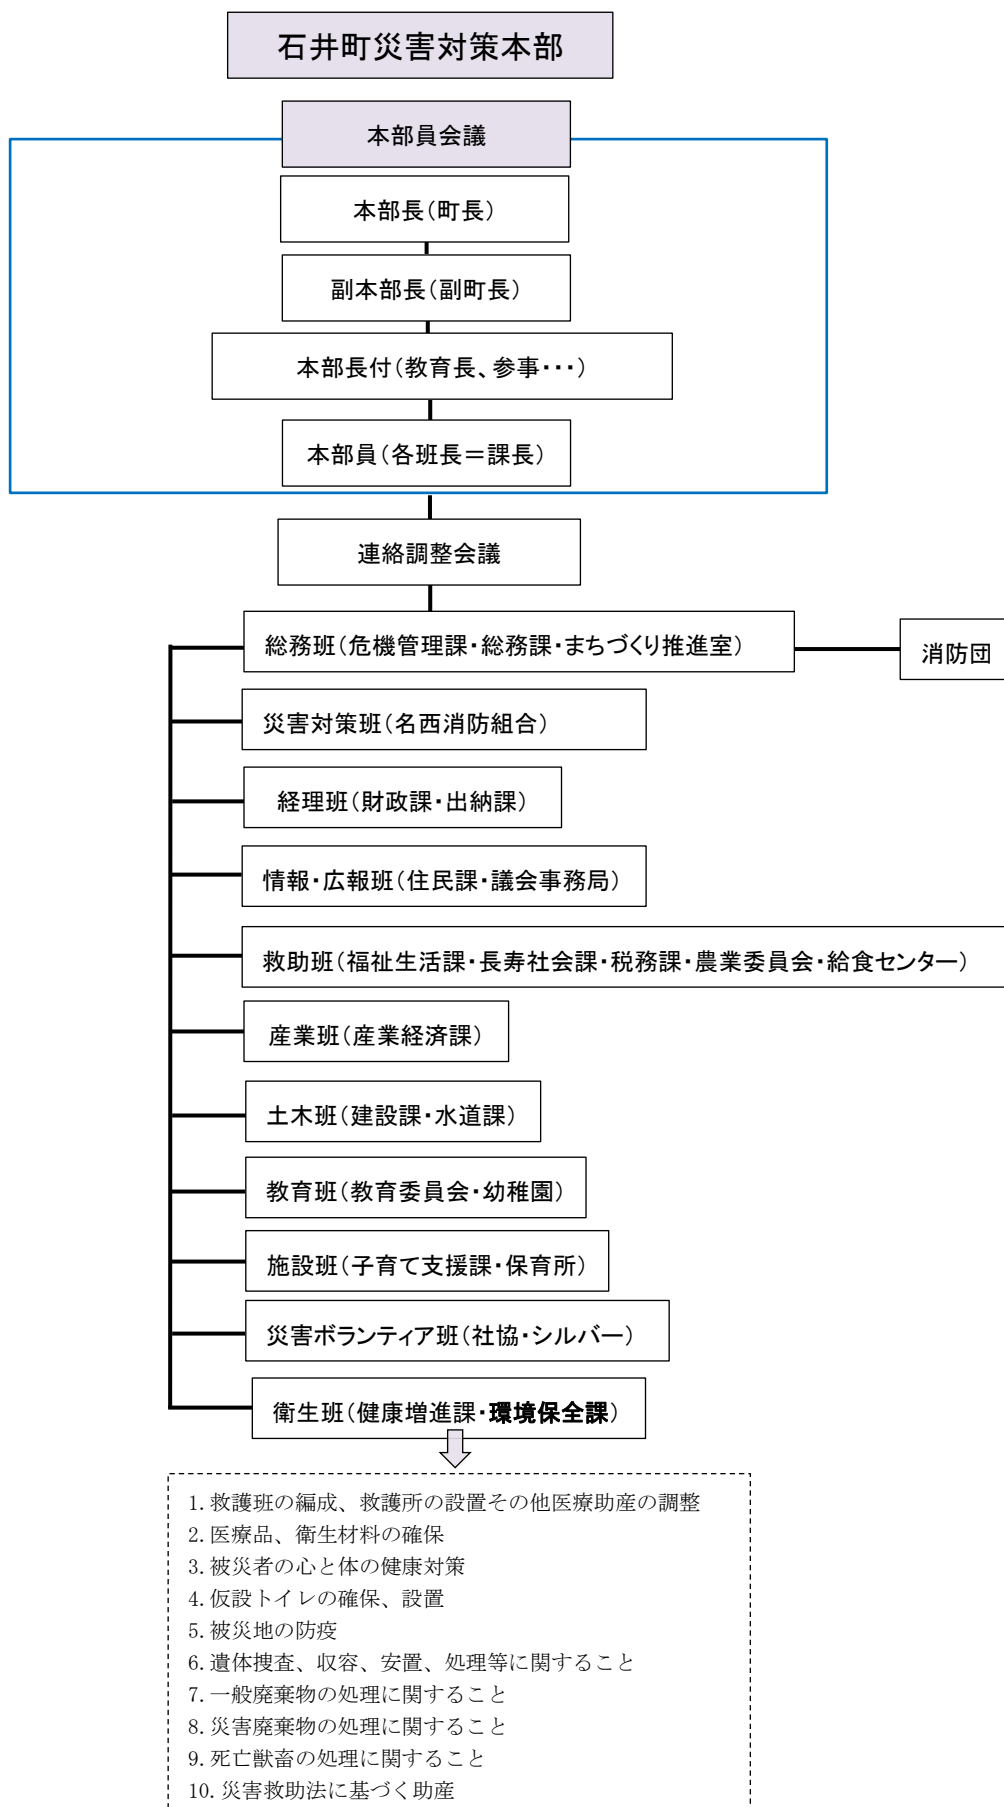 石井町災害対策本部
本部員会議
本部長(町長)
副本部長(副町長)
本部長付(教育長、参事・・・)
本部員(各班長=課長)
連絡調整会議
総務班(危機管理課・総務課・まちづくり推進室)
消防団
災害対策班(名西消防組合)
経理班(財政課・出納課)
情報・広報班(住民課・議会事務局)
救助班(福祉生活課・長寿社会課・税務課・農業委員会・給食センター)
産業班(産業経済課)
土木班(建設課・水道課)
教育班(教育委員会・幼稚園)
施設班(子育て支援課・保育所)
災害ボランティア班(社協・シルバー)
衛生班(健康増進課・環境保全課)
1.救護班の編成、救護所の設置その他医療助産の調整
2.医療品、衛生材料の確保
3.被災者の心と体の健康対策
4.仮設トイレの確保、設置
5.被災地の防疫
6.遺体捜査、収容、安置、処理等に関すること
7.一般廃棄物の処理に関すること
8.災害廃棄物の処理に関すること
9.死亡獣畜の処理に関すること
10.災害救助法に基づく助産